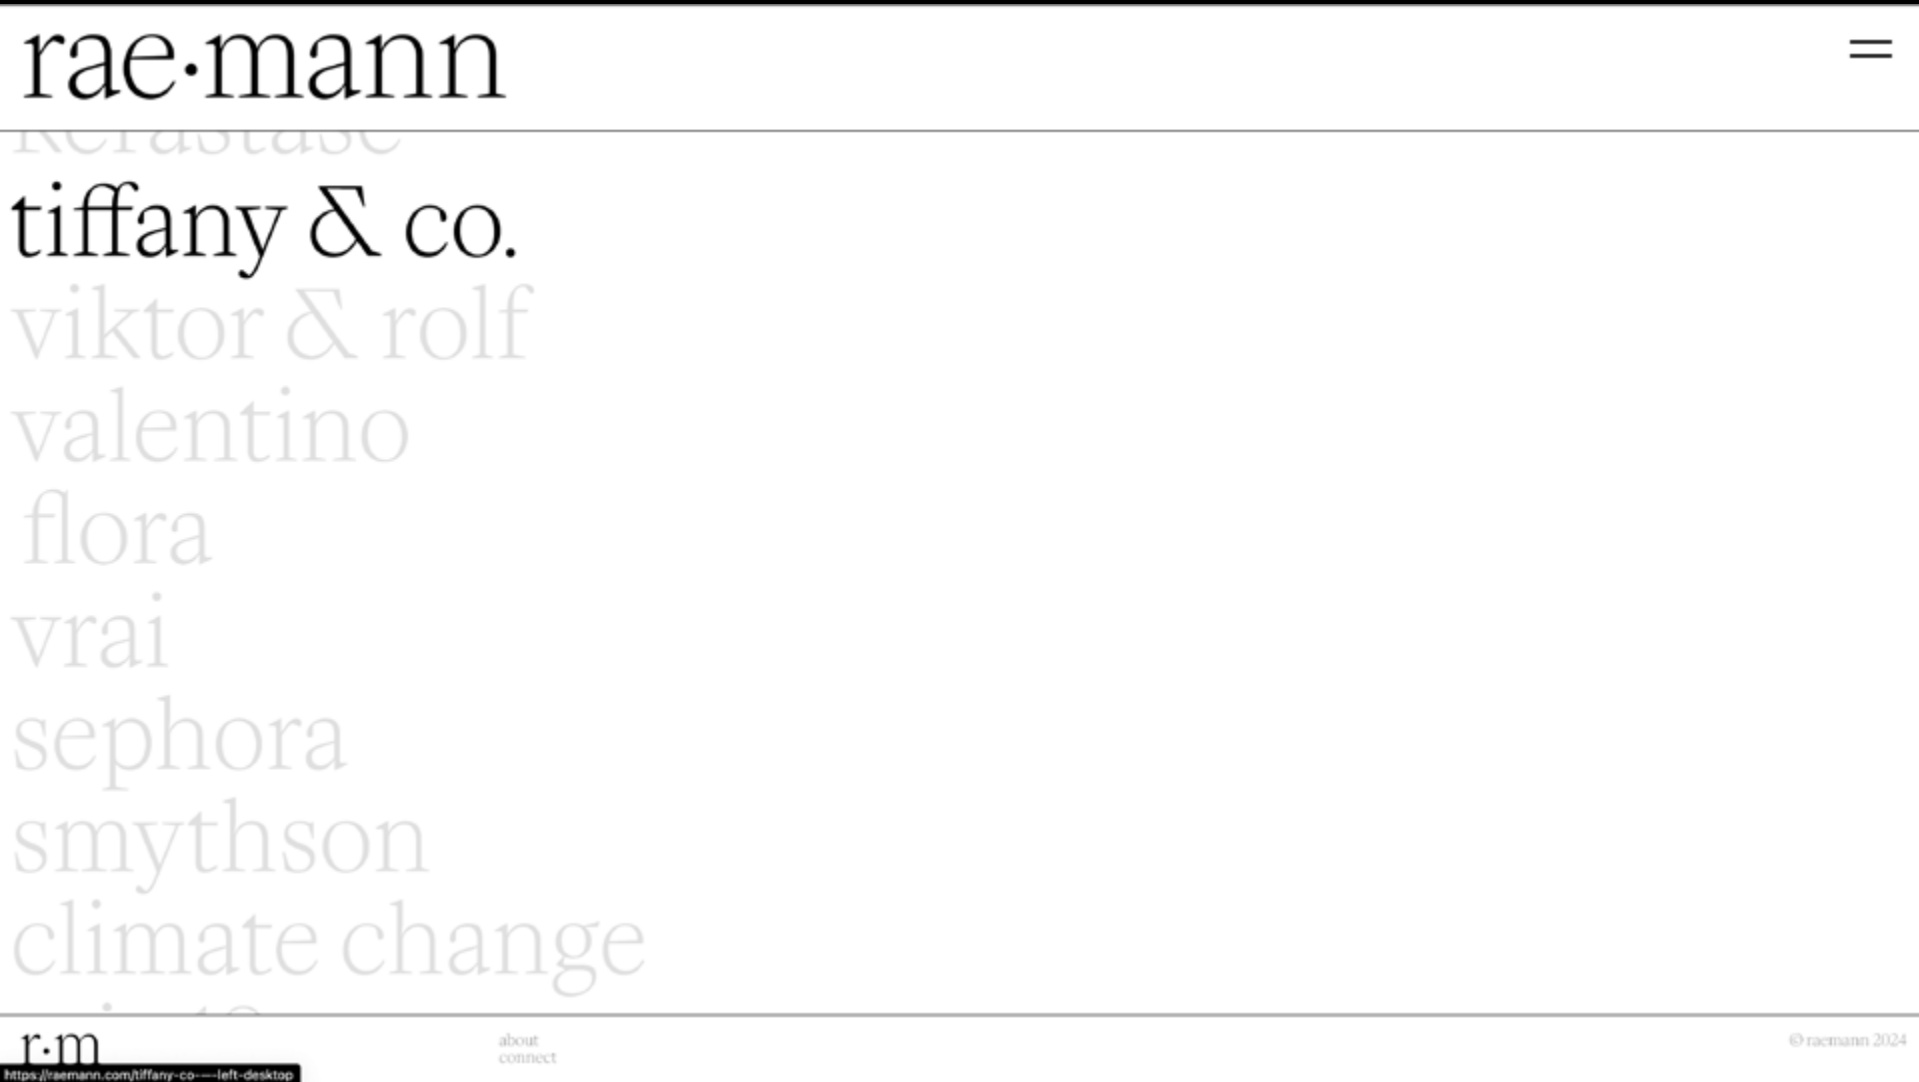 rae·mann
kérastase
tiffany & co.
viktor & rolf
valentino
flora
vrai
sephora
smythson
climate change
r·m
about
connect
© raemann 2024
https://raemann.com/tiffany-co----left-desktop